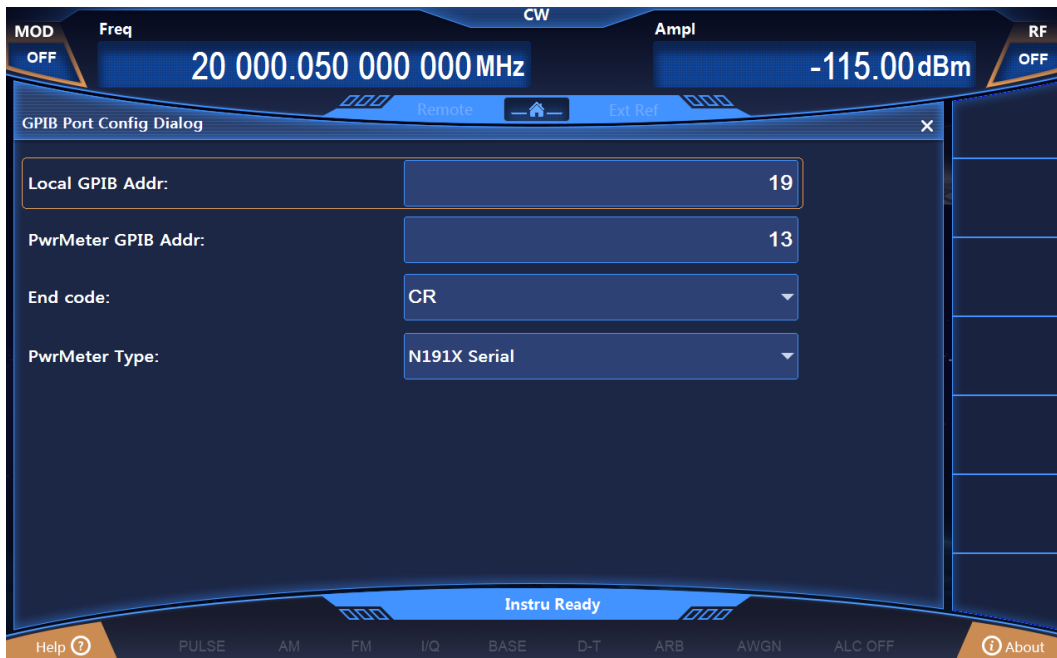 CW
MOD Freq Ampl RF
OFF 20 000.050 000 000 MHz -115.00 dBm OFF
Remote Ext Ref
GPIB Port Config Dialog
Local GPIB Addr: 19
PwrMeter GPIB Addr: 13
End code: CR
PwrMeter Type: N191X Serial
Instru Ready
Help ? PULSE AM FM I/Q BASE D-T ARB AWGN ALC OFF i About